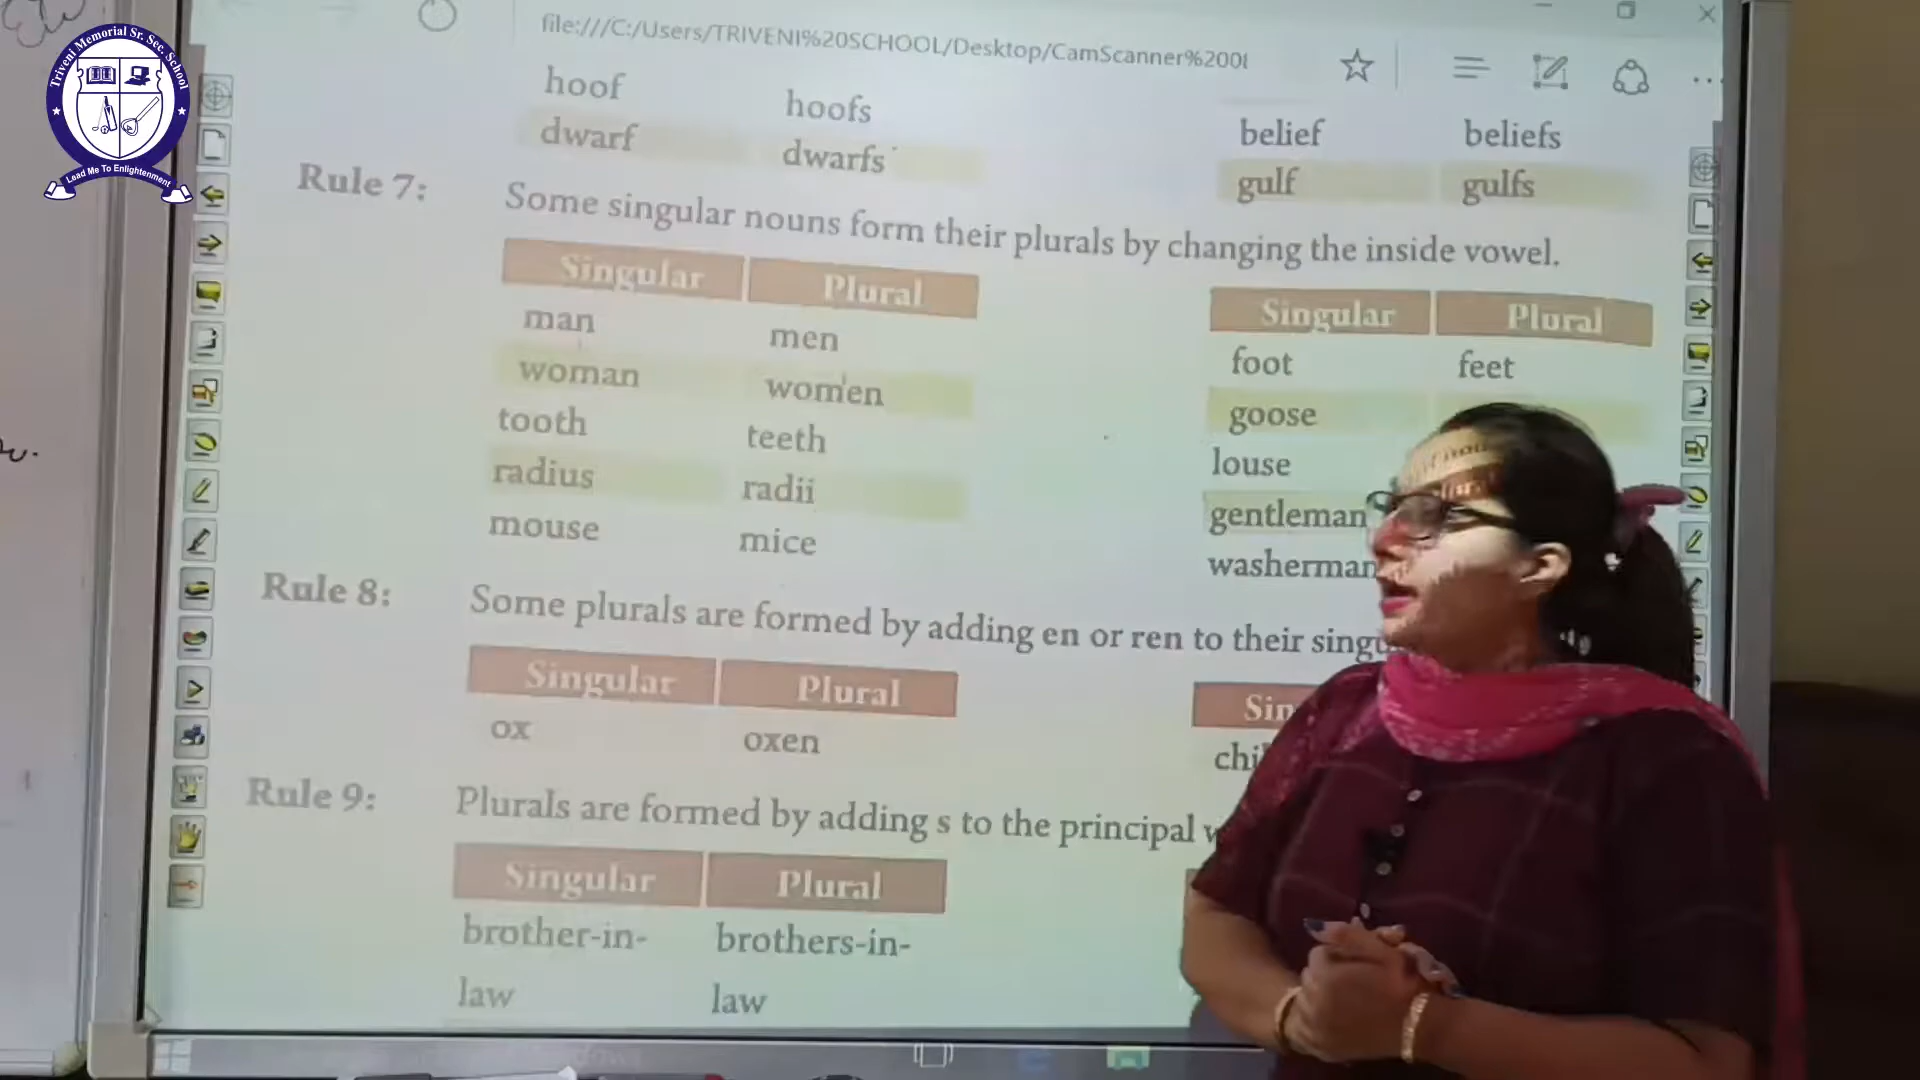 Triveni Memorial Sr. Sec. School
Lead Me To Enlightenment
file:///C:/Users/TRIVENI%20SCHOOL/Desktop/CamScanner%200
hoof hoofs belief beliefs
dwarf dwarfs gulf gulfs
Rule 7: Some singular nouns form their plurals by changing the inside vowel.
Singular Plural Singular Plural
man men foot feet
woman women goose
tooth teeth louse
radius radii gentleman
mouse mice washerman
Rule 8: Some plurals are formed by adding en or ren to their
Singular Plural
ox oxen
Rule 9: Plurals are formed by adding s to the principal
Singular Plural
brother-in- brothers-in-
law law